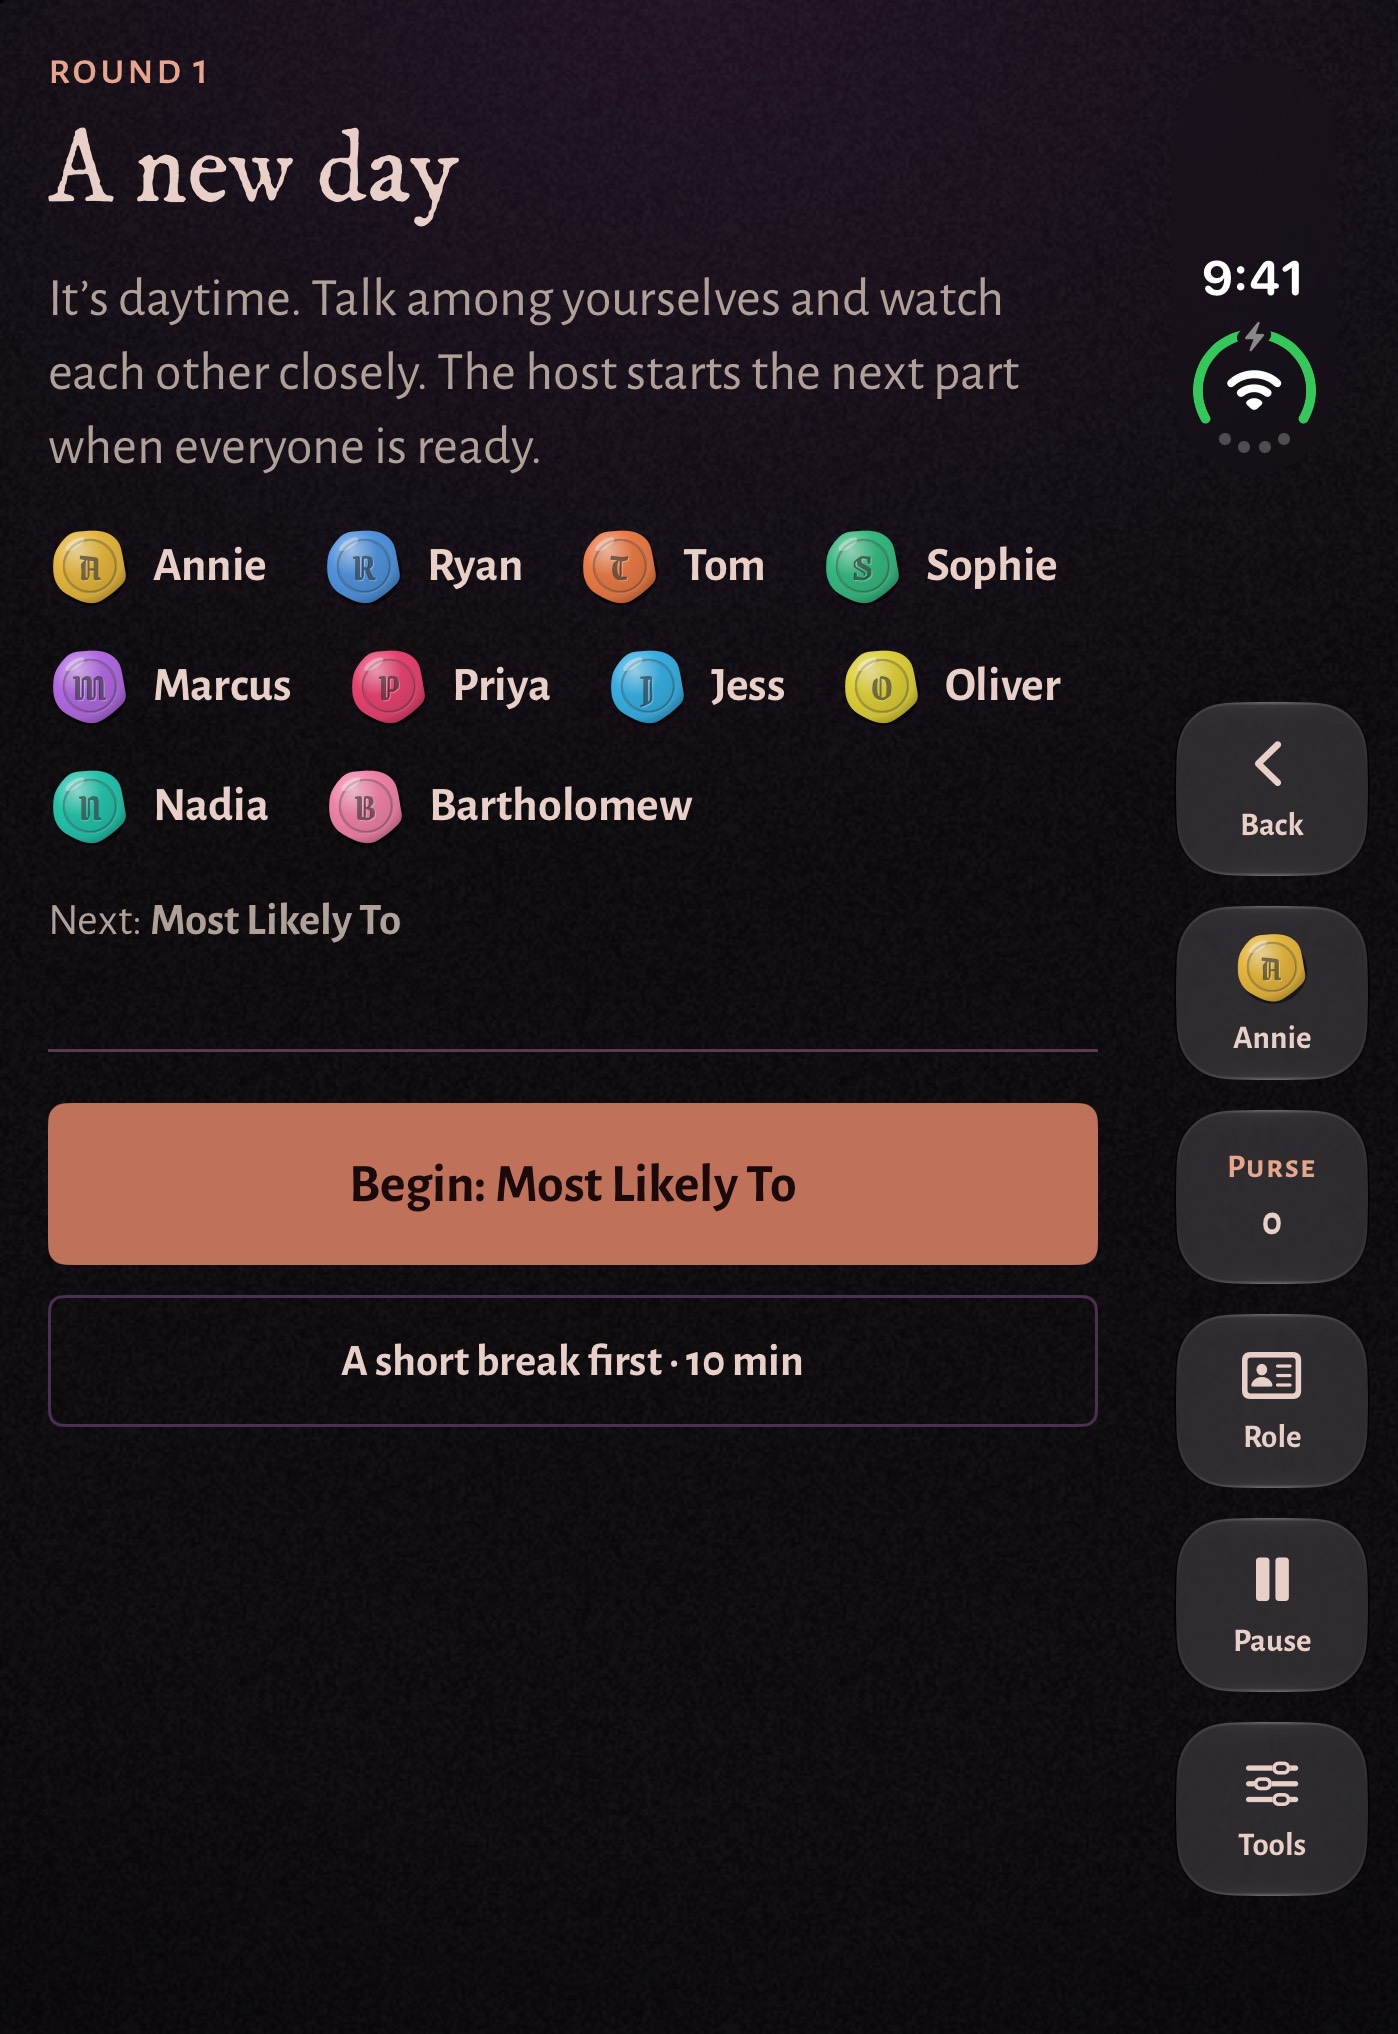 ROUND 1
A new day
It’s daytime. Talk among yourselves and watch
each other closely. The host starts the next part
when everyone is ready.
9:41
A Annie R Ryan T Tom S Sophie
M Marcus P Priya J Jess O Oliver
N Nadia B Bartholomew
Next: Most Likely To
Begin: Most Likely To
A short break first · 10 min
Back
A
Annie
PURSE
0
Role
Pause
Tools